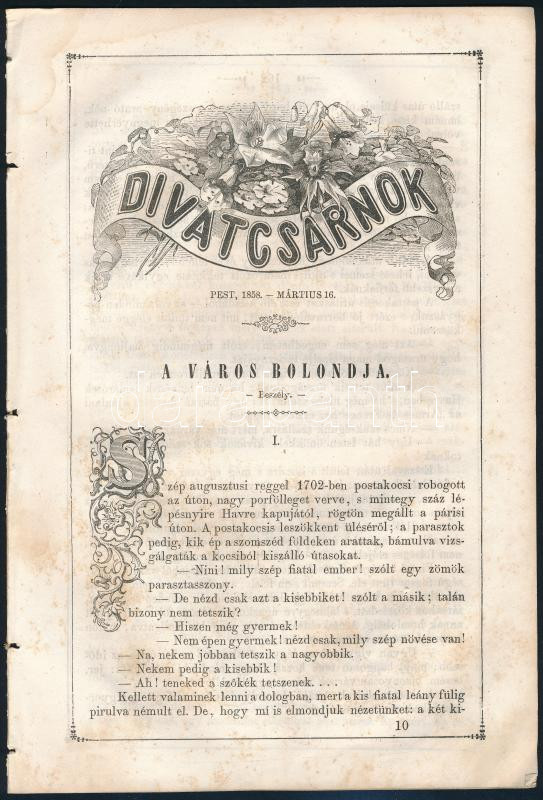 DIVATCSARNOK
PEST, 1858. — MÁRTIUS 16.
A VÁROS BOLONDJA.
— Beszély. —
I.
Szép augusztusi reggel 1702-ben postakocsi robogott
az úton, nagy porfölleget verve, s mintegy száz lé-
pésnyire Havre kapujától, rögtön megállt a párisi
úton. A postakocsis leszökkent üléséről; a parasztok
pedig, kik ép a szomszéd földeken arattak, bámulva vizs-
gálgaták a kocsiból kiszálló útasokat.
— Nini! mily szép fiatal ember! szólt egy zömök
parasztasszony.
— De nézd csak azt a kisebbiket! szólt a másik; talán
bizony nem tetszik?
— Hiszen még gyermek!
— Nem épen gyermek! nézd csak, mily szép növése van!
— Na, nekem jobban tetszik a nagyobbik.
— Nekem pedig a kisebbik!
— Ah! teneked a szőkék tetszenek. . . .
Kellett valaminek lenni a dologban, mert a kis fiatal leány fülig
pirulva némult el. De, hogy mi is elmondjuk nézetünket: a két ki-
10